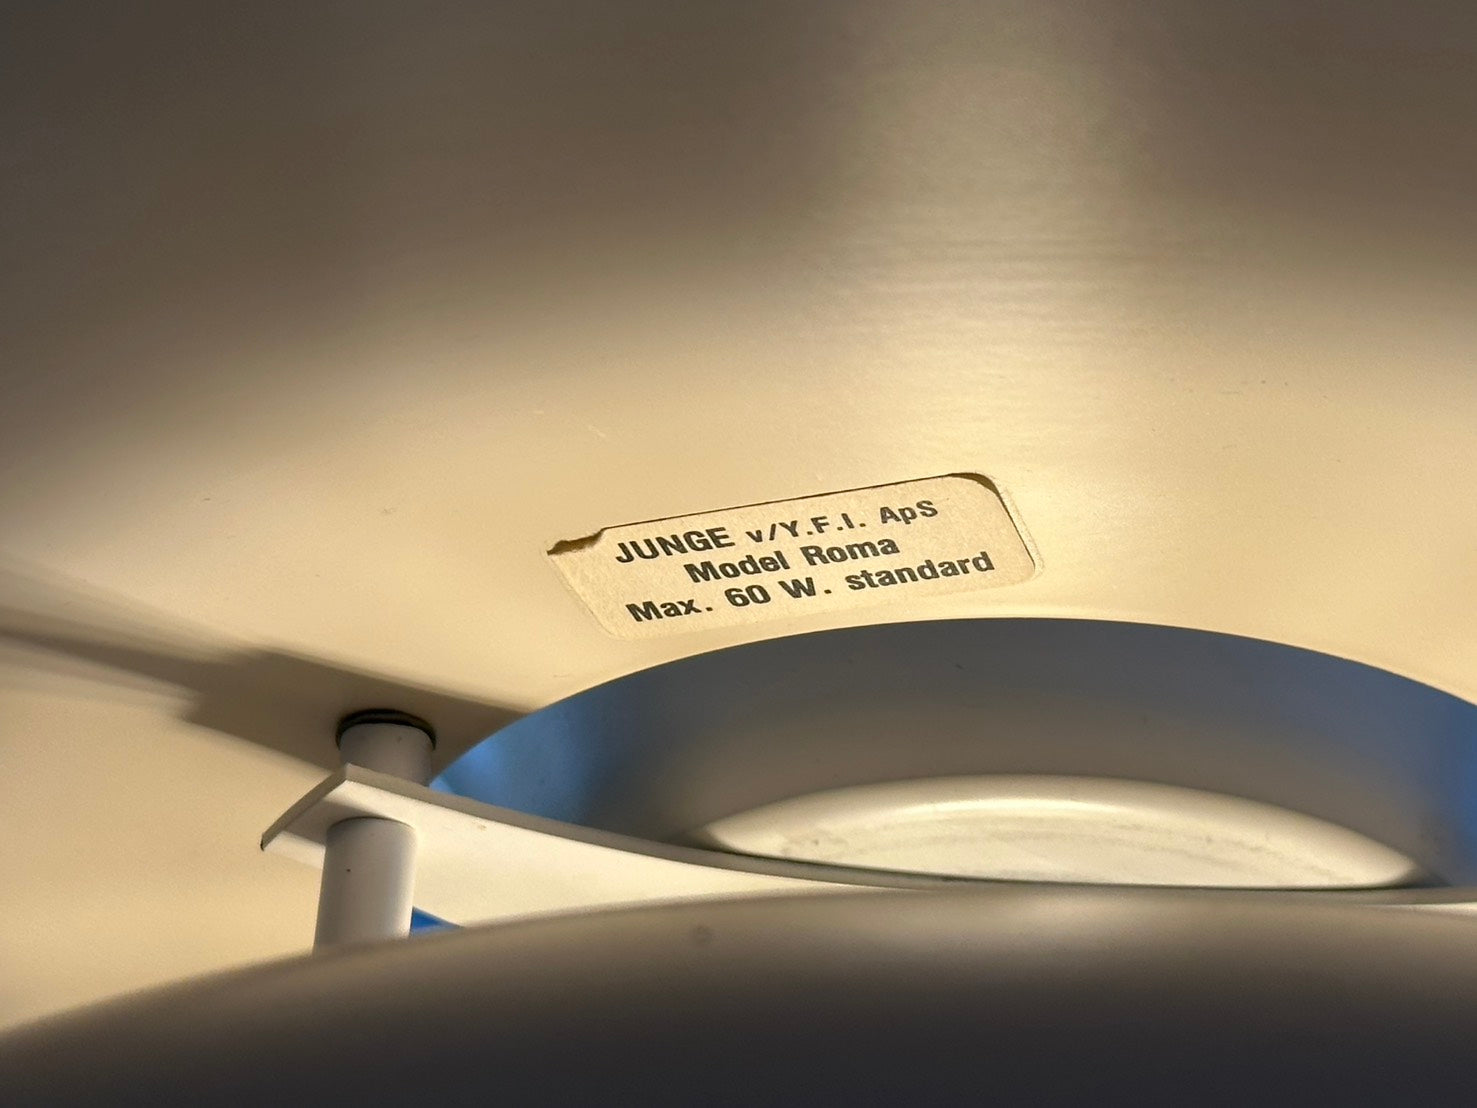 JUNGE v/Y.F.I. ApS
Model Roma
Max. 60 W. standard